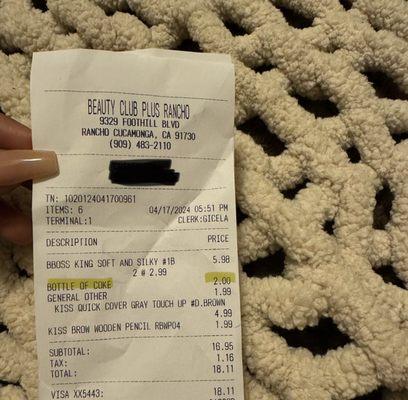 BEAUTY CLUB PLUS RANCHO
9329 FOOTHILL BLVD
RANCHO CUCAMONGA, CA 91730
(909) 483-2110
TN: 1020124041700961
ITEMS: 6 04/17/2024 05:51 PM
TERMINAL:1 CLERK:GICELA
DESCRIPTION PRICE
BBOSS KING SOFT AND SILKY #1B 5.98
2 @ 2.99
BOTTLE OF COKE 2.00
GENERAL OTHER 1.99
KISS QUICK COVER GRAY TOUCH UP #D.BROWN
4.99
KISS BROW WOODEN PENCIL RBWP04 1.99
SUBTOTAL: 16.95
TAX: 1.16
TOTAL: 18.11
VISA XX5443: 18.11